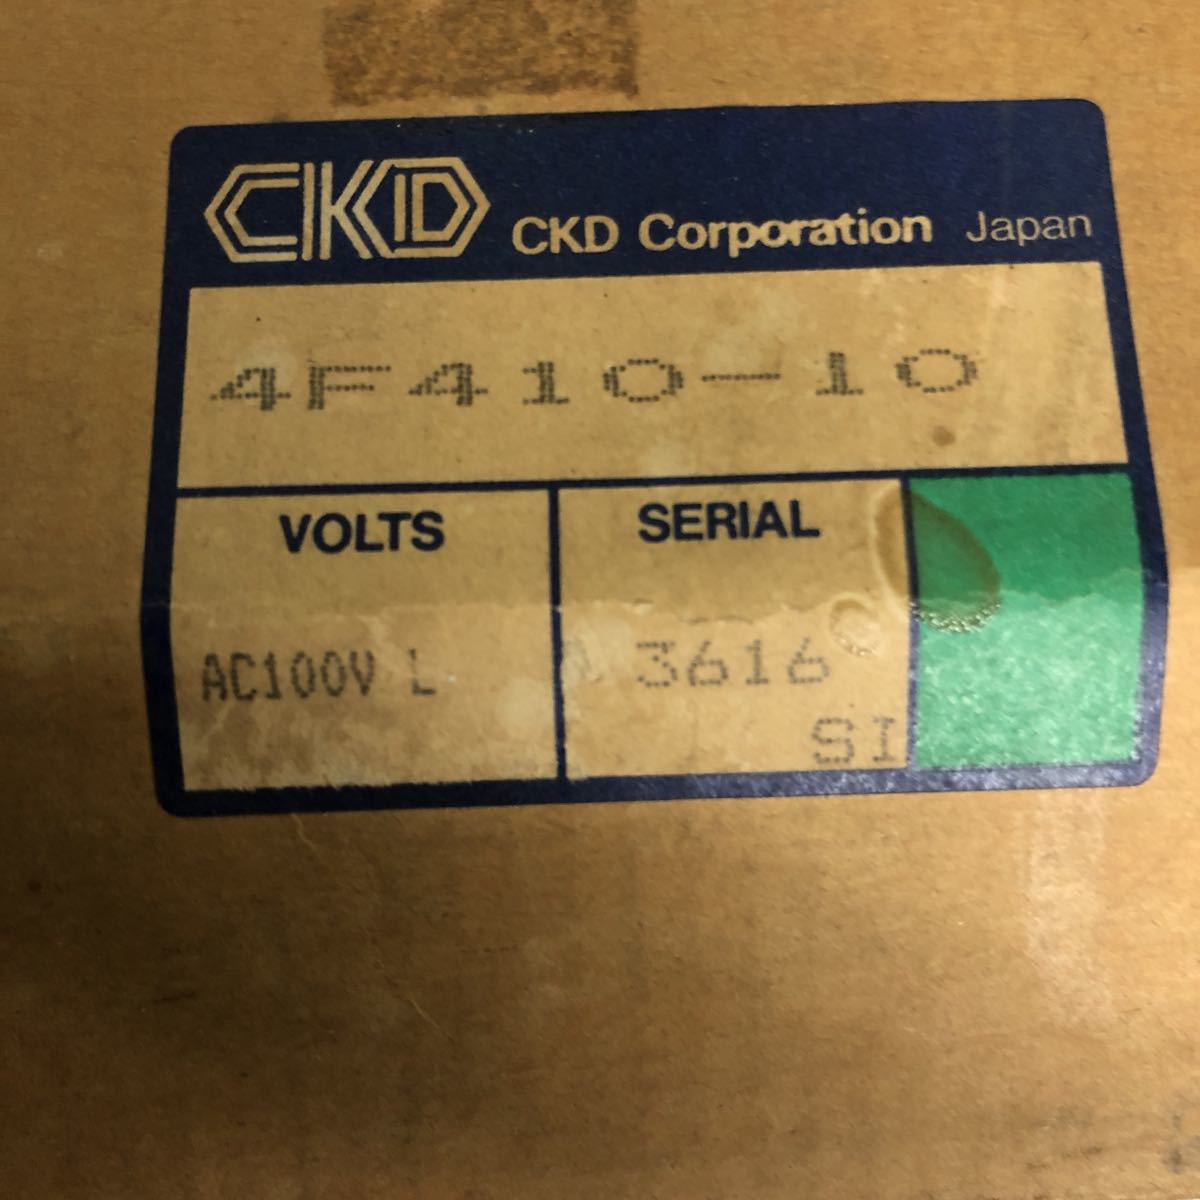 CKD CKD Corporation Japan
4F410-10
VOLTS SERIAL
AC100V L 3616
SI